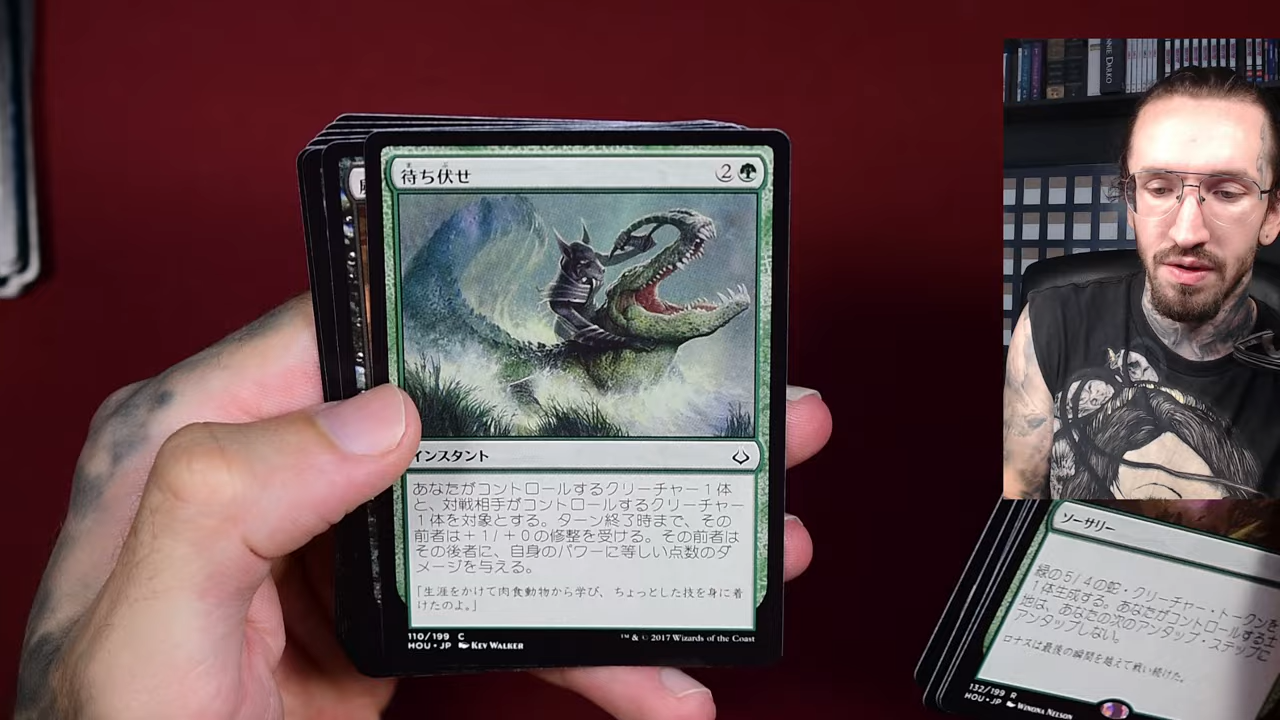 待ち伏せ
2
インスタント
あなたがコントロールするクリーチャー1体
と、対戦相手がコントロールするクリーチャー
1体を対象とする。ターン終了時まで、その
前者は+1/+0の修整を受ける。その前者は
その後者に、自身のパワーに等しい点数のダ
メージを与える。
「生涯をかけて肉食動物から学び、ちょっとした技を身に着
けたのよ。」
110/199 C
HOU・JP Kev Walker
™ & © 2017 Wizards of the Coast
ソーサリー
緑の5/4の蛇・クリーチャー・トークンを
1体生成する。あなたがコントロールする土
地は、あなたの次のアンタップ・ステップに
アンタップしない。
ロナスは最後の瞬間を越えて戦い続けた。
132/199 R
HOU・JP Winona Nelson
NNIE DARKO